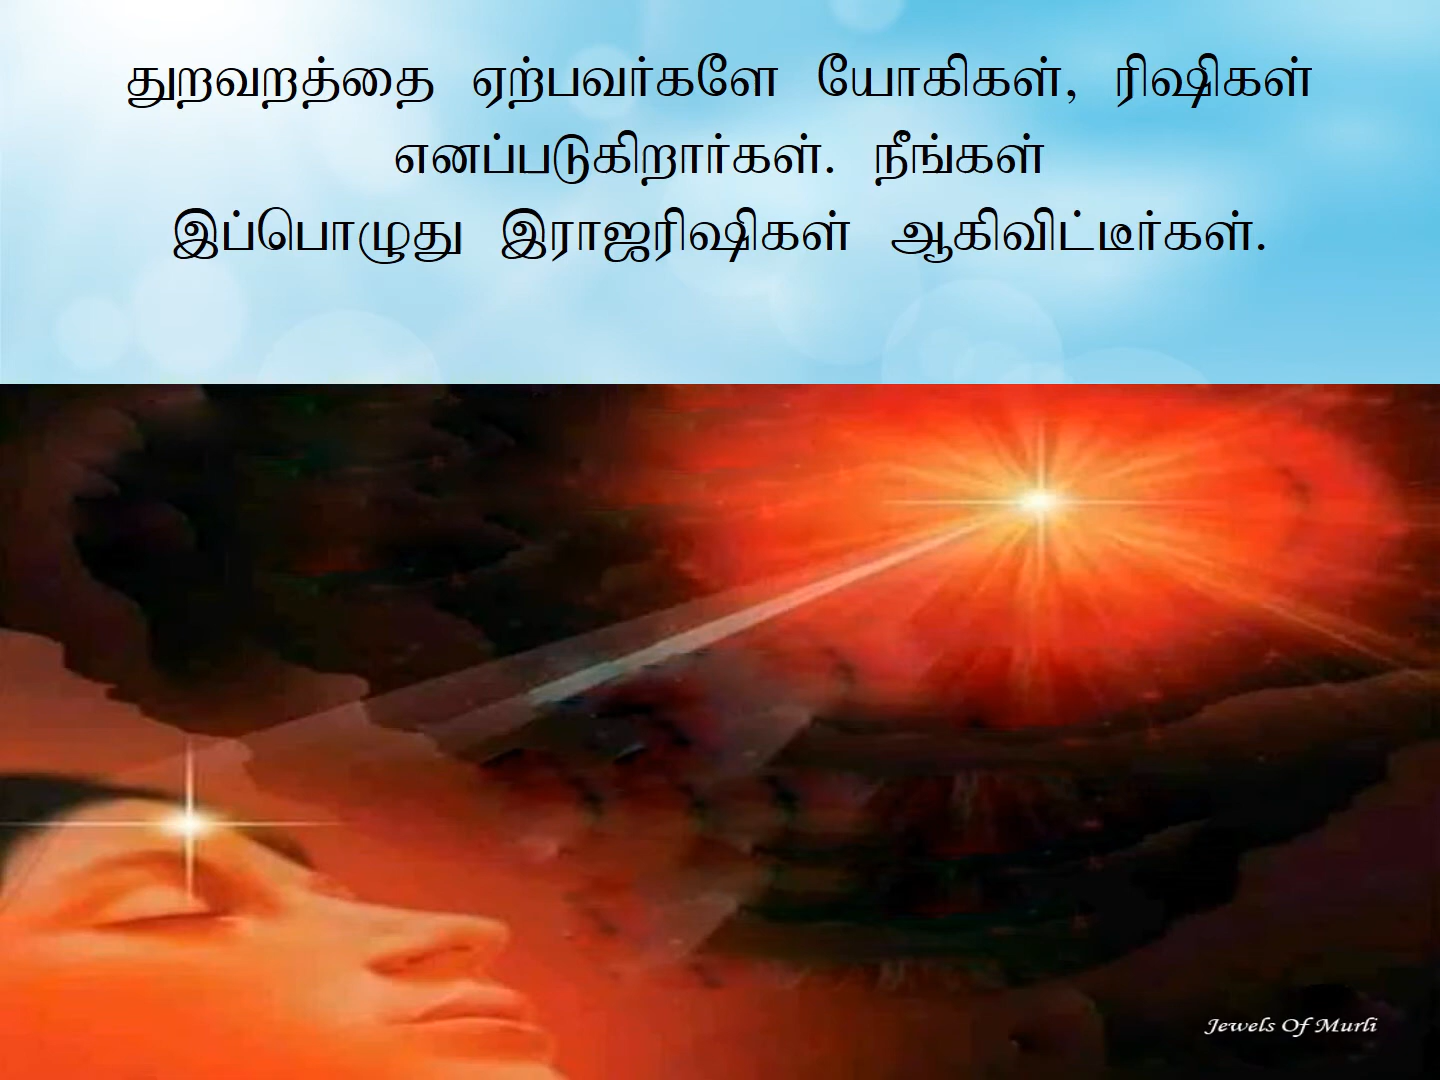 துறவறத்தை ஏற்பவர்களே யோகிகள், ரிஷிகள்
எனப்படுகிறார்கள். நீங்கள்
இப்பொழுது இராஜரிஷிகள் ஆகிவிட்டீர்கள்.
Jewels Of Murli